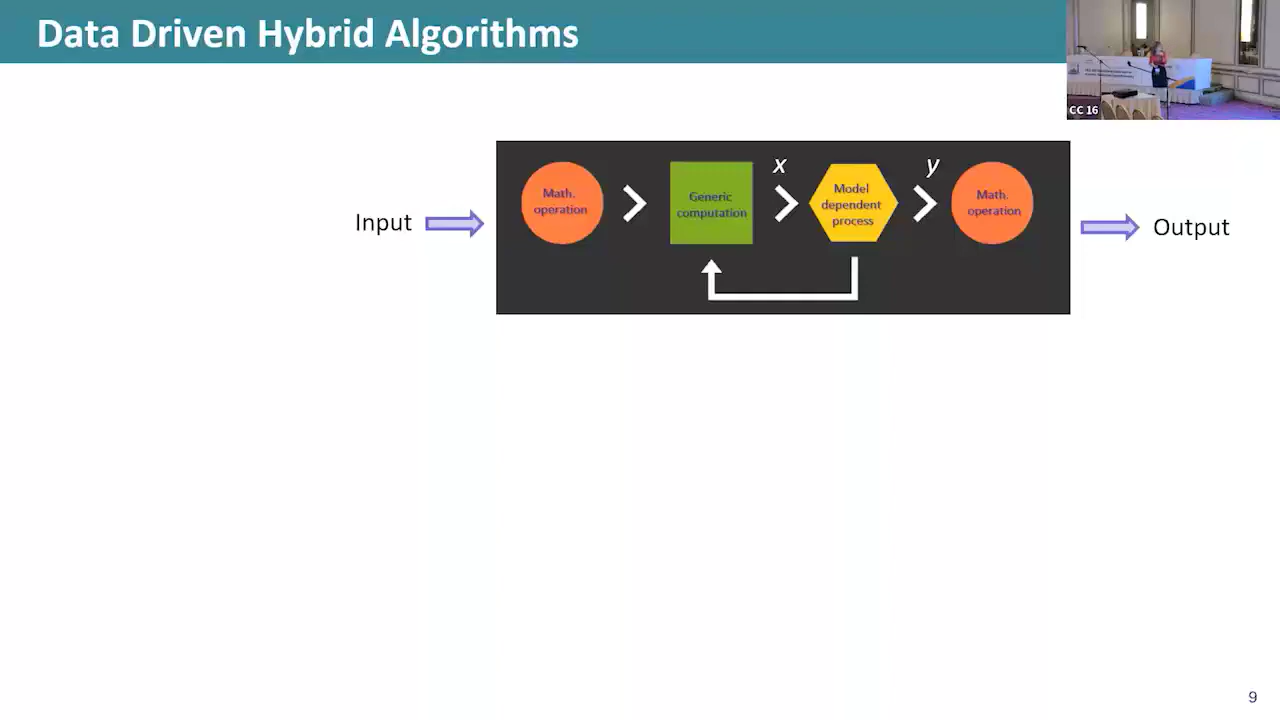 Data Driven Hybrid Algorithms
CC 16
Input
Math.
operation
Generic
computation
x
Model
dependent
process
y
Math.
operation
Output
9